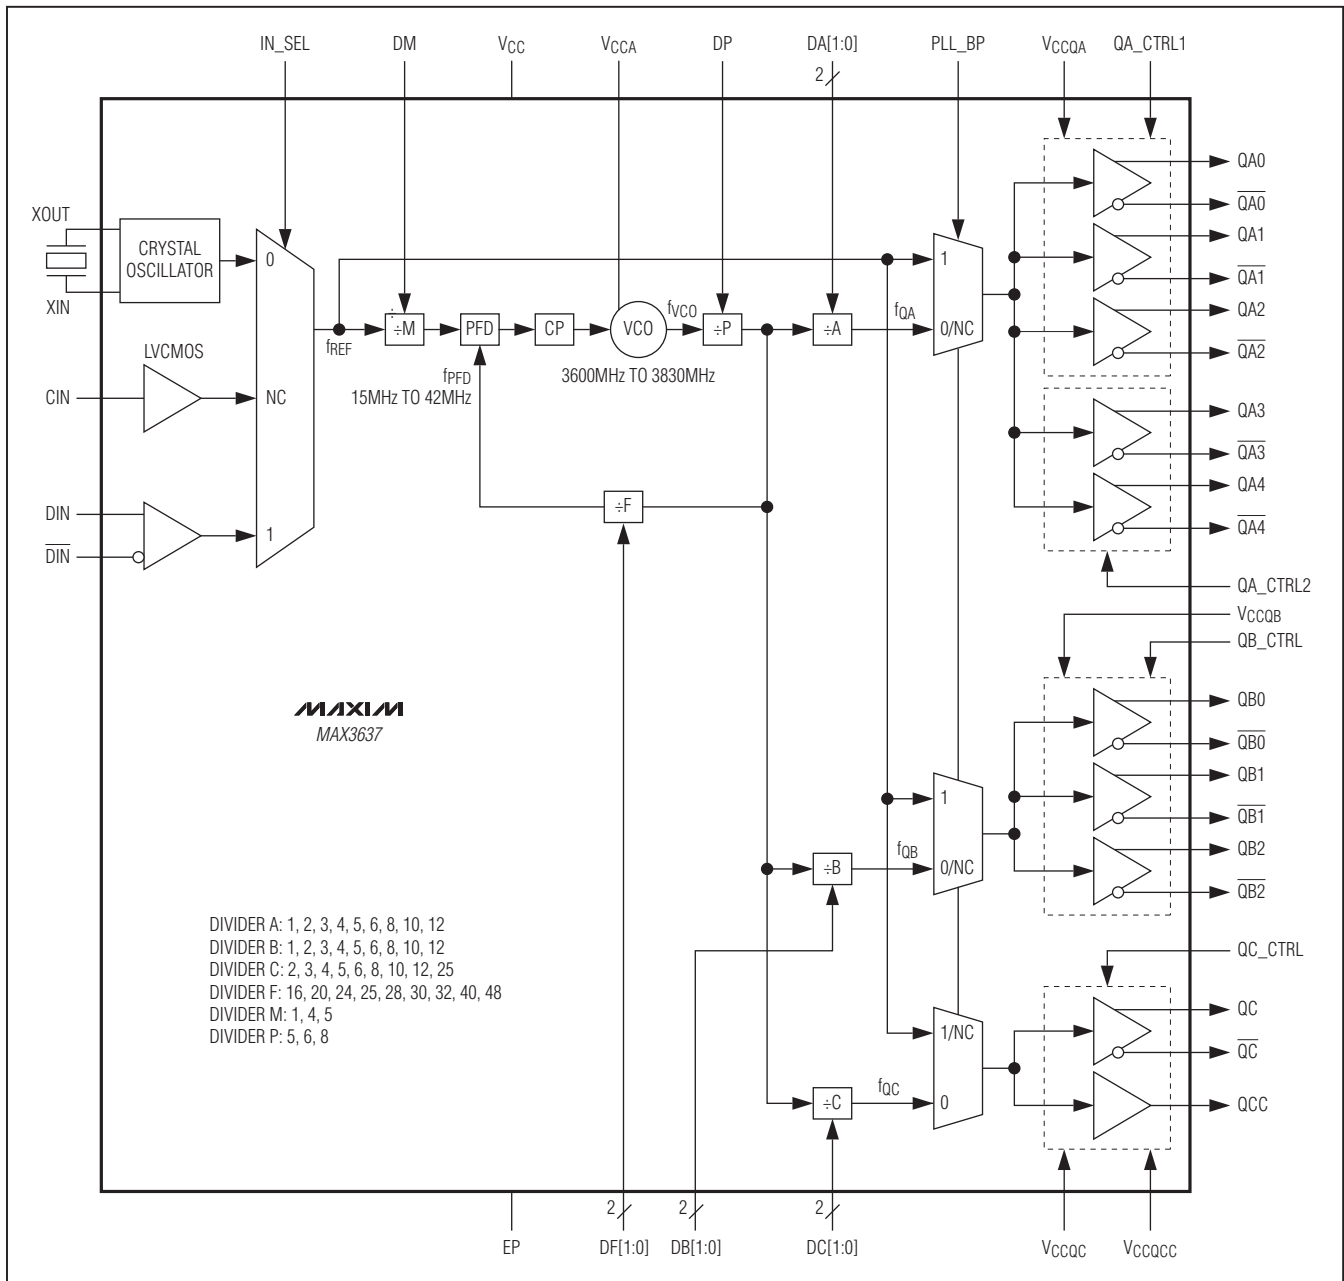 IN_SEL DM VCC VCCA DP DA[1:0] PLL_BP VCCQA QA_CTRL1
2
QA0
XOUT
QA0
CRYSTAL
OSCILLATOR
0
QA1
1
QA1
XIN
fVCO
fQA
QA2
÷
÷M PFD CP VCO ÷P ÷A 0/NC
fREF
QA2
LVCMOS
fPFD
15MHz TO 42MHz
3600MHz TO 3830MHz
CIN
NC
QA3
QA3
QA4
DIN
÷F
1
QA4
DIN
QA_CTRL2
VCCQB
QB_CTRL
MAXIM
MAX3637
QB0
QB0
QB1
1
QB1
fQB
QB2
÷B
0/NC
QB2
DIVIDER A: 1, 2, 3, 4, 5, 6, 8, 10, 12
DIVIDER B: 1, 2, 3, 4, 5, 6, 8, 10, 12
DIVIDER C: 2, 3, 4, 5, 6, 8, 10, 12, 25
DIVIDER F: 16, 20, 24, 25, 28, 30, 32, 40, 48
DIVIDER M: 1, 4, 5
DIVIDER P: 5, 6, 8
QC_CTRL
QC
1/NC
QC
fQC
÷C
0
QCC
2 2 2
EP DF[1:0] DB[1:0] DC[1:0] VCCQC VCCQCC